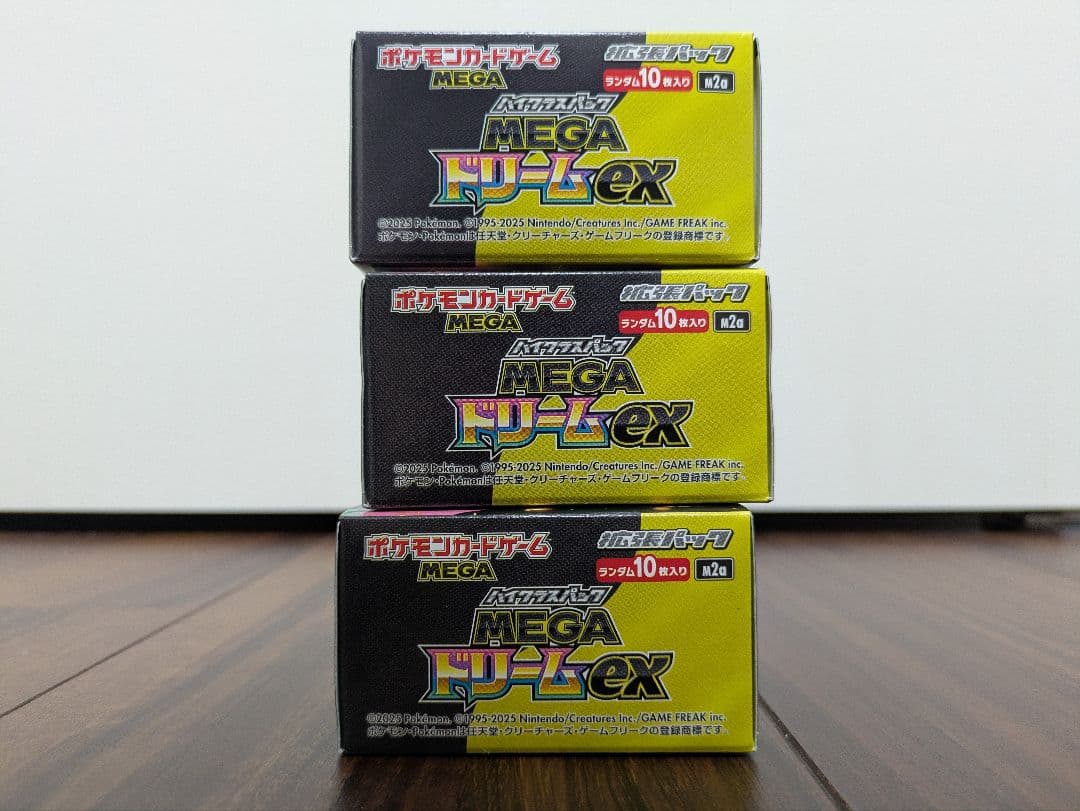 ポケモンカードゲーム 拡張パック
MEGA ランダム10枚入り M2a
ハイクラスパック
MEGA
ドリームex
©2025 Pokémon. ©1995-2025 Nintendo/Creatures Inc./GAME FREAK inc.
ポケモン・Pokémonは任天堂・クリーチャーズ・ゲームフリークの登録商標です。
ポケモンカードゲーム 拡張パック
MEGA ランダム10枚入り M2a
ハイクラスパック
MEGA
ドリームex
©2025 Pokémon. ©1995-2025 Nintendo/Creatures Inc./GAME FREAK inc.
ポケモン・Pokémonは任天堂・クリーチャーズ・ゲームフリークの登録商標です。
ポケモンカードゲーム 拡張パック
MEGA ランダム10枚入り M2a
ハイクラスパック
MEGA
ドリームex
©2025 Pokémon. ©1995-2025 Nintendo/Creatures Inc./GAME FREAK inc.
ポケモン・Pokémonは任天堂・クリーチャーズ・ゲームフリークの登録商標です。